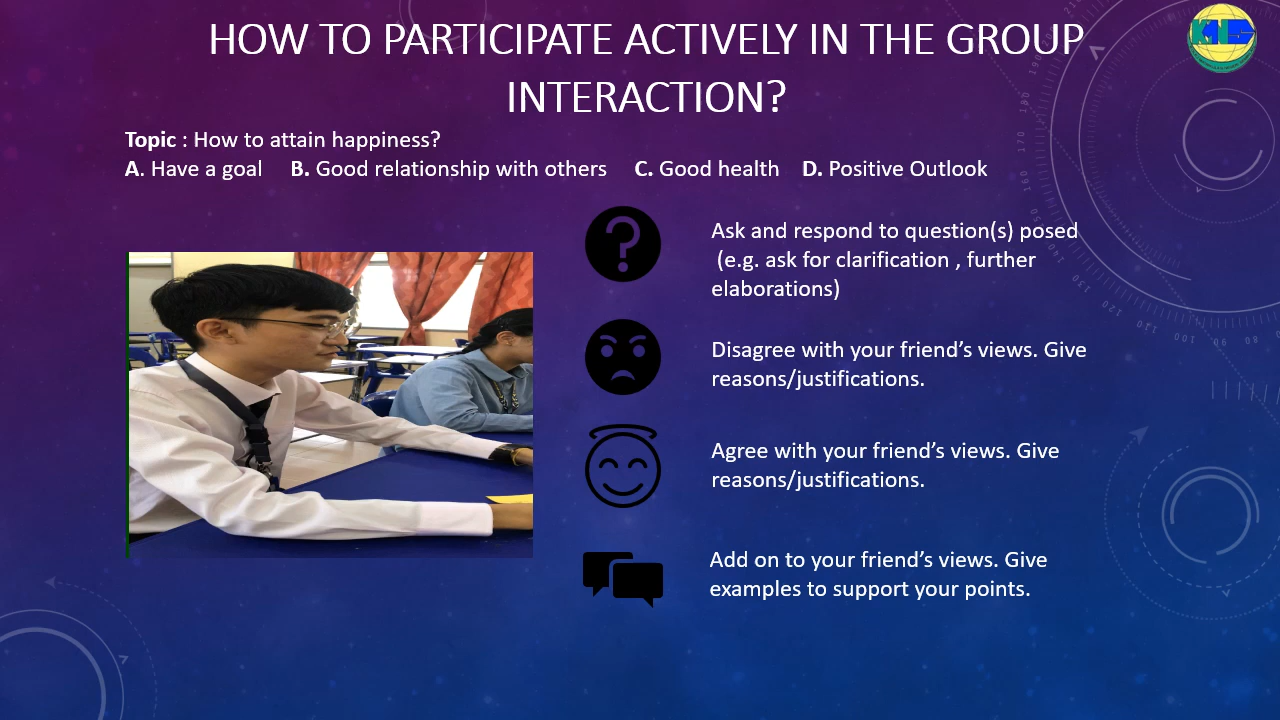 HOW TO PARTICIPATE ACTIVELY IN THE GROUP
INTERACTION?
Topic : How to attain happiness?
A. Have a goal B. Good relationship with others C. Good health D. Positive Outlook
Ask and respond to question(s) posed
(e.g. ask for clarification , further
elaborations)
Disagree with your friend’s views. Give
reasons/justifications.
Agree with your friend’s views. Give
reasons/justifications.
Add on to your friend’s views. Give
examples to support your points.